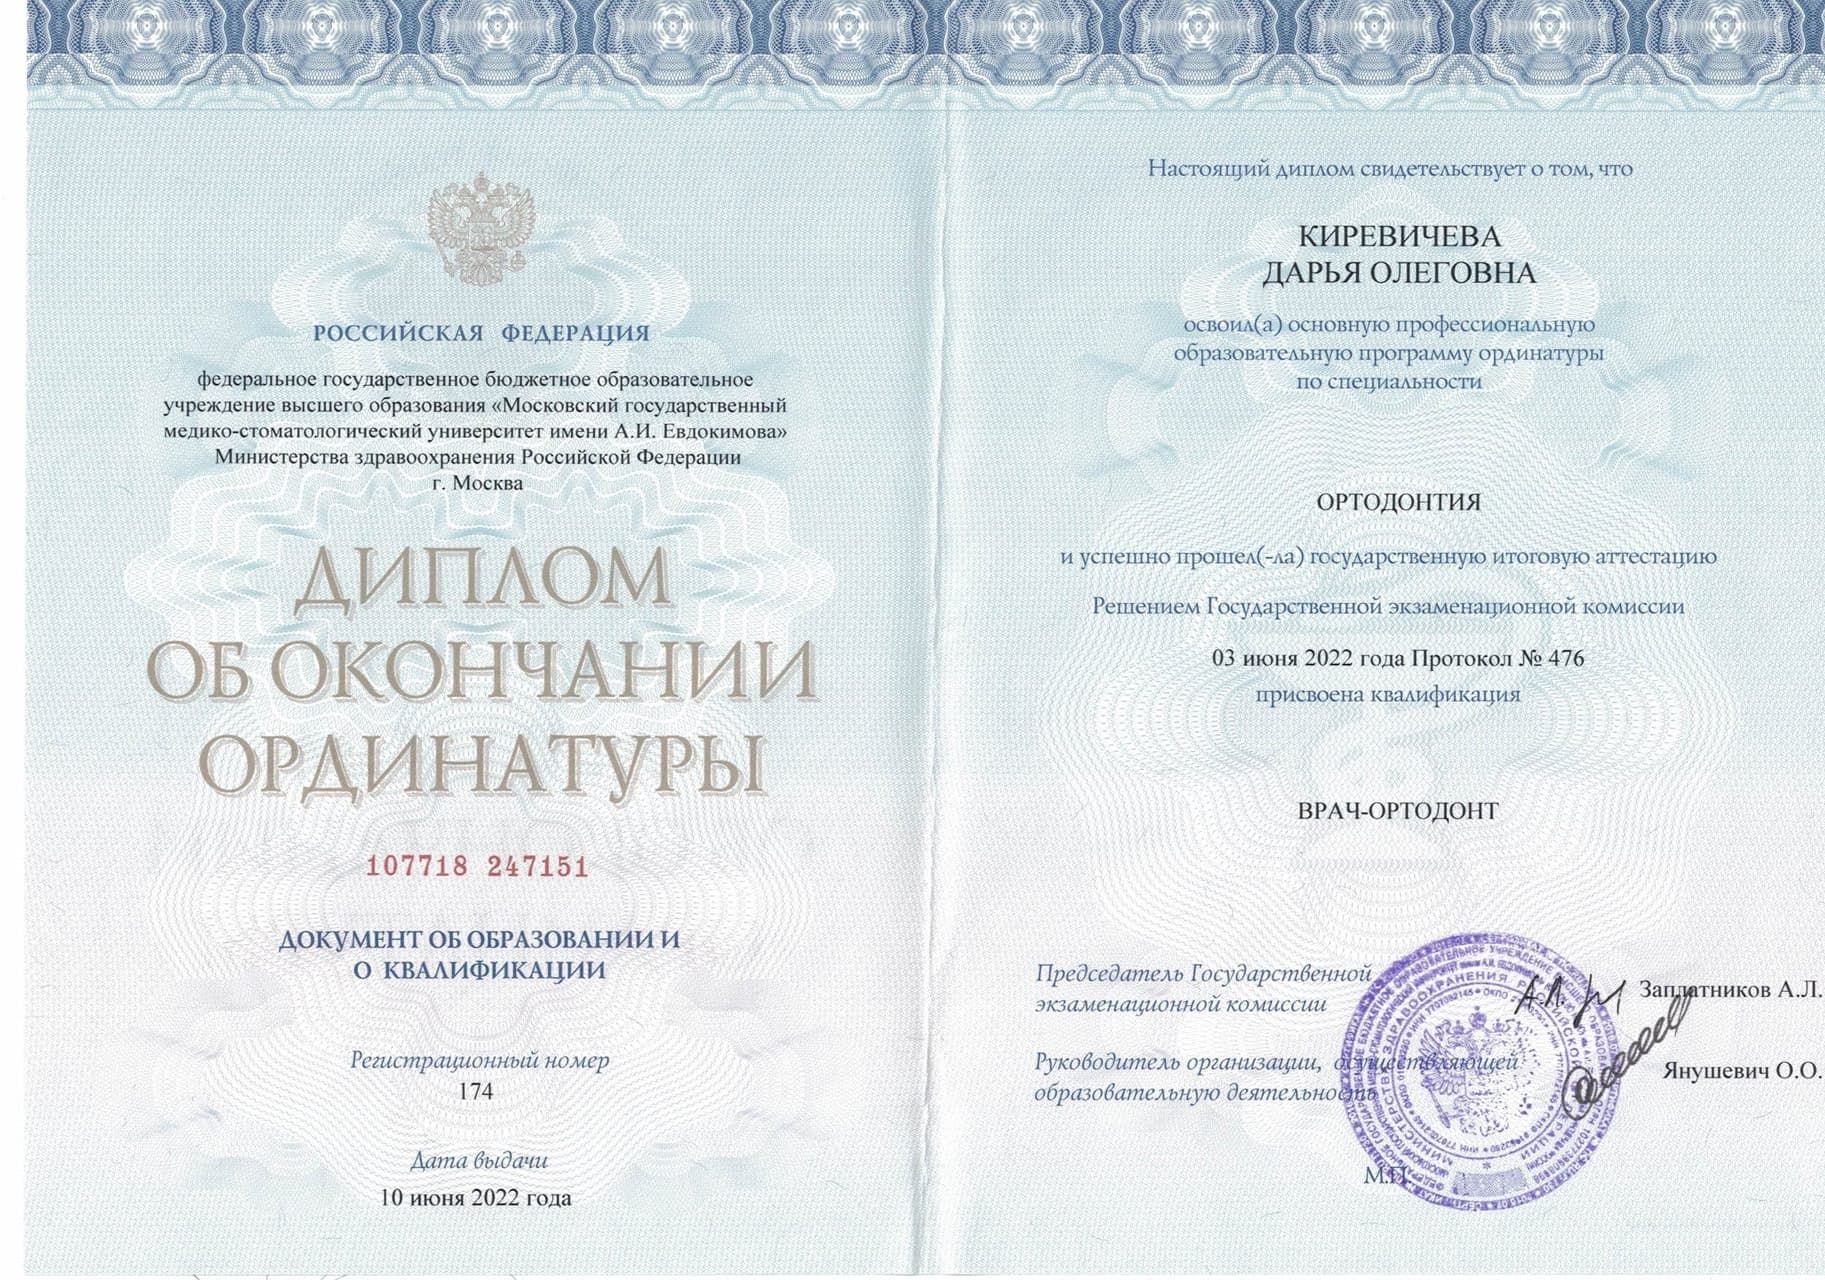 РОССИЙСКАЯ ФЕДЕРАЦИЯ
федеральное государственное бюджетное образовательное
учреждение высшего образования «Московский государственный
медико-стоматологический университет имени А.И. Евдокимова»
Министерства здравоохранения Российской Федерации
г. Москва
ДИПЛОМ
ОБ ОКОНЧАНИИ
ОРДИНАТУРЫ
107718 247151
ДОКУМЕНТ ОБ ОБРАЗОВАНИИ И
О КВАЛИФИКАЦИИ
Регистрационный номер
174
Дата выдачи
10 июня 2022 года
Настоящий диплом свидетельствует о том, что
КИРЕВИЧЕВА
ДАРЬЯ ОЛЕГОВНА
освоил(а) основную профессиональную
образовательную программу ординатуры
по специальности
ОРТОДОНТИЯ
и успешно прошел(-ла) государственную итоговую аттестацию
Решением Государственной экзаменационной комиссии
03 июня 2022 года Протокол № 476
присвоена квалификация
ВРАЧ-ОРТОДОНТ
Председатель Государственной
экзаменационной комиссии
Заплатников А.Л.
Руководитель организации, осуществляющей
образовательную деятельность
Янушевич О.О.
М.П.
МИНИСТЕРСТВО ЗДРАВООХРАНЕНИЯ РОССИЙСКОЙ